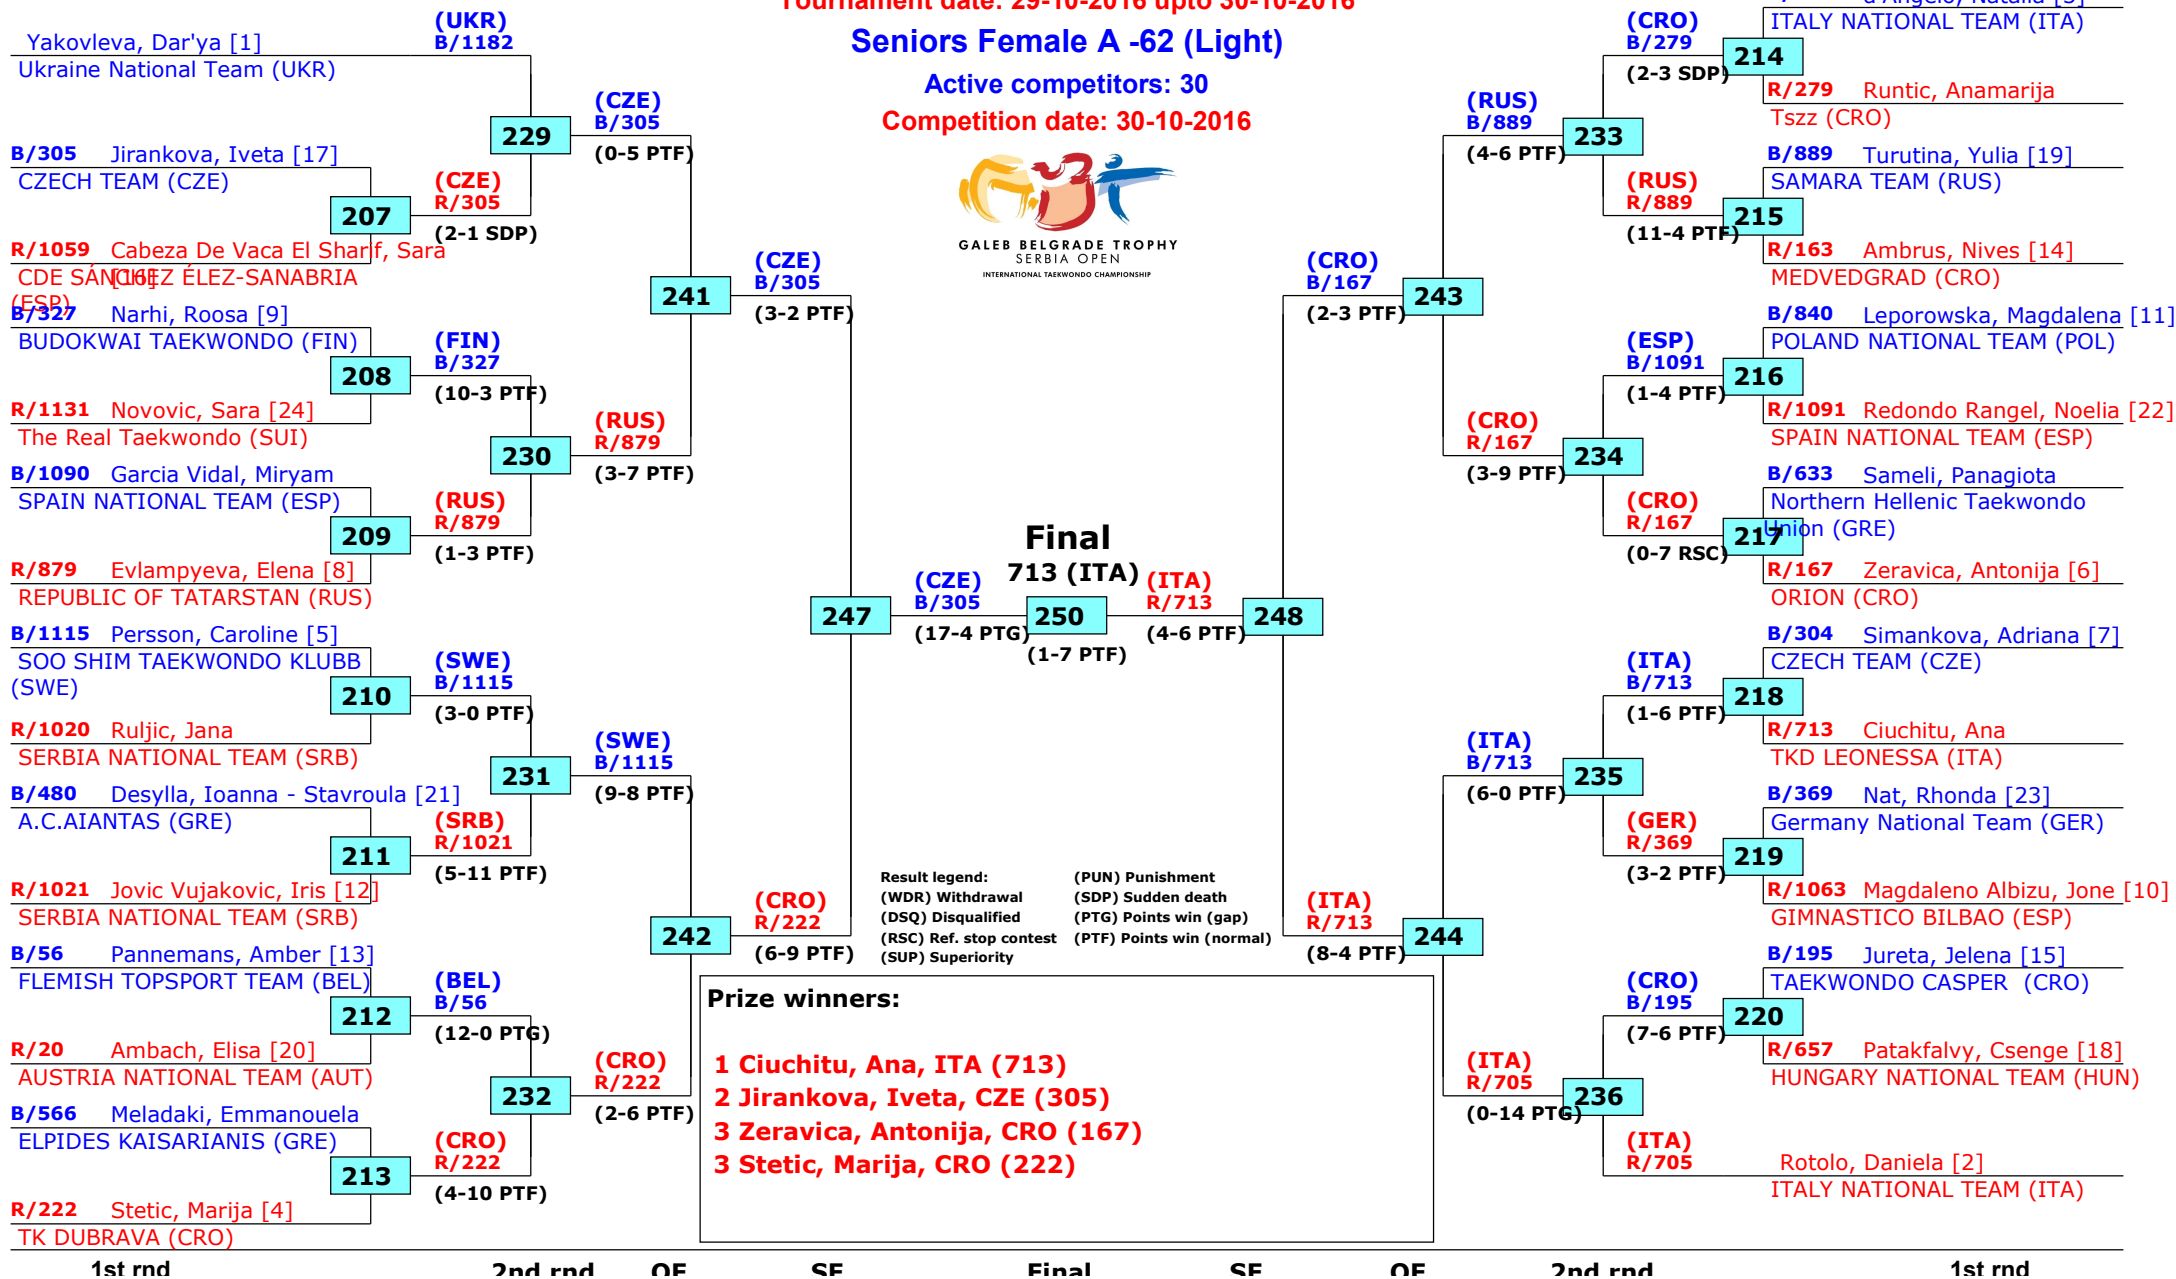 Tournament date: 29-10-2016 upto 30-10-2016
Seniors Female A -62 (Light)
Active competitors: 30
Competition date: 30-10-2016
GALEB BELGRADE TROPHY
SERBIA OPEN
INTERNATIONAL TAEKWONDO CHAMPIONSHIP
Yakovleva, Dar'ya [1]
Ukraine National Team (UKR)
B/305 Jirankova, Iveta [17]
CZECH TEAM (CZE)
207
R/1059 Cabeza De Vaca El Sharif, Sara
[16]
CDE SÁNCHEZ ÉLEZ-SANABRIA
(ESP)
B/327 Narhi, Roosa [9]
BUDOKWAI TAEKWONDO (FIN)
208
R/1131 Novovic, Sara [24]
The Real Taekwondo (SUI)
B/1090 Garcia Vidal, Miryam
SPAIN NATIONAL TEAM (ESP)
209
R/879 Evlampyeva, Elena [8]
REPUBLIC OF TATARSTAN (RUS)
B/1115 Persson, Caroline [5]
SOO SHIM TAEKWONDO KLUBB
(SWE)
210
R/1020 Ruljic, Jana
SERBIA NATIONAL TEAM (SRB)
B/480 Desylla, Ioanna - Stavroula [21]
A.C.AIANTAS (GRE)
211
R/1021 Jovic Vujakovic, Iris [12]
SERBIA NATIONAL TEAM (SRB)
B/56 Pannemans, Amber [13]
FLEMISH TOPSPORT TEAM (BEL)
212
R/20 Ambach, Elisa [20]
AUSTRIA NATIONAL TEAM (AUT)
B/566 Meladaki, Emmanouela
ELPIDES KAISARIANIS (GRE)
213
R/222 Stetic, Marija [4]
TK DUBRAVA (CRO)
(UKR)
B/1182
229
(CZE)
R/305
(2-1 SDP)
(FIN)
B/327
(10-3 PTF)
230
(RUS)
R/879
(1-3 PTF)
(SWE)
B/1115
(3-0 PTF)
231
(SRB)
R/1021
(5-11 PTF)
(BEL)
B/56
(12-0 PTG)
232
(CRO)
R/222
(4-10 PTF)
(CZE)
B/305
(0-5 PTF)
241
(RUS)
R/879
(3-7 PTF)
(SWE)
B/1115
(9-8 PTF)
242
(CRO)
R/222
(2-6 PTF)
(CZE)
B/305
(3-2 PTF)
247
(CRO)
R/222
(6-9 PTF)
(CZE)
B/305
(17-4 PTG)
Final
713 (ITA)
250
(1-7 PTF)
(ITA)
R/713
(4-6 PTF)
248
(CRO)
B/167
(2-3 PTF)
(ITA)
R/713
(8-4 PTF)
(RUS)
B/889
(4-6 PTF)
243
(CRO)
R/167
(3-9 PTF)
(ITA)
B/713
(6-0 PTF)
244
(ITA)
R/705
(0-14 PTG)
(CRO)
B/279
(2-3 SDP)
233
(RUS)
R/889
(11-4 PTF)
(ESP)
B/1091
(1-4 PTF)
234
(CRO)
R/167
(0-7 RSC)
(ITA)
B/713
(1-6 PTF)
235
(GER)
R/369
(3-2 PTF)
(CRO)
B/195
(7-6 PTF)
236
(ITA)
R/705
d'Angelo, Natalia [3]
ITALY NATIONAL TEAM (ITA)
214
R/279 Runtic, Anamarija
Tszz (CRO)
B/889 Turutina, Yulia [19]
SAMARA TEAM (RUS)
215
R/163 Ambrus, Nives [14]
MEDVEDGRAD (CRO)
B/840 Leporowska, Magdalena [11]
POLAND NATIONAL TEAM (POL)
216
R/1091 Redondo Rangel, Noelia [22]
SPAIN NATIONAL TEAM (ESP)
B/633 Sameli, Panagiota
Northern Hellenic Taekwondo
Union (GRE)
217
R/167 Zeravica, Antonija [6]
ORION (CRO)
B/304 Simankova, Adriana [7]
CZECH TEAM (CZE)
218
R/713 Ciuchitu, Ana
TKD LEONESSA (ITA)
B/369 Nat, Rhonda [23]
Germany National Team (GER)
219
R/1063 Magdaleno Albizu, Jone [10]
GIMNASTICO BILBAO (ESP)
B/195 Jureta, Jelena [15]
TAEKWONDO CASPER (CRO)
220
R/657 Patakfalvy, Csenge [18]
HUNGARY NATIONAL TEAM (HUN)
Rotolo, Daniela [2]
ITALY NATIONAL TEAM (ITA)
Result legend:
(WDR) Withdrawal
(DSQ) Disqualified
(RSC) Ref. stop contest
(SUP) Superiority
(PUN) Punishment
(SDP) Sudden death
(PTG) Points win (gap)
(PTF) Points win (normal)
Prize winners:
1 Ciuchitu, Ana, ITA (713)
2 Jirankova, Iveta, CZE (305)
3 Zeravica, Antonija, CRO (167)
3 Stetic, Marija, CRO (222)
1st rnd 2nd rnd QF SF Final SF QF 2nd rnd 1st rnd